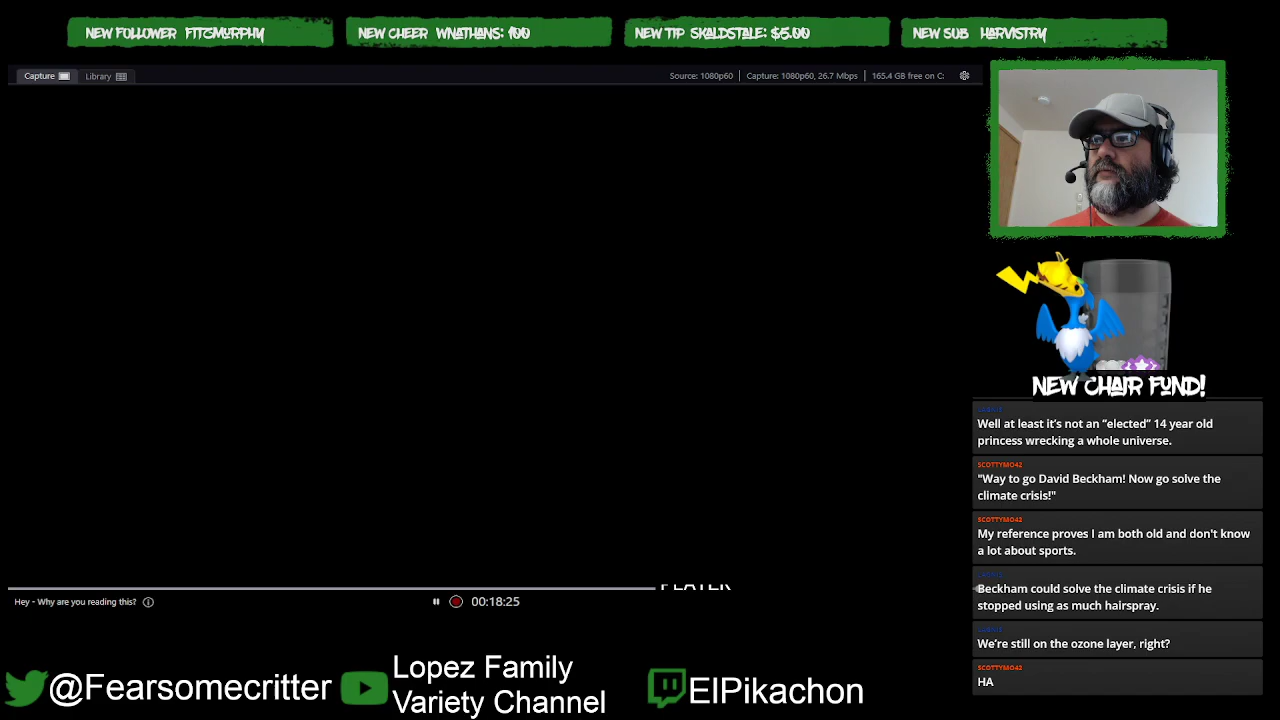 NEW FOLLOWER FITCMURPHY
NEW CHEER WNATHANS: 100
NEW TIP SKALDSTALE: $5.00
NEW SUB HARVISTRY
Capture
Library
Source: 1080p60
Capture: 1080p60, 26.7 Mbps
165.4 GB free on C:
NEW CHAIR FUND!
Well at least it’s not an “elected” 14 year old
princess wrecking a whole universe.
SCOTTYMO42
"Way to go David Beckham! Now go solve the
climate crisis!"
SCOTTYMO42
My reference proves I am both old and don't know
a lot about sports.
Beckham could solve the climate crisis if he
stopped using as much hairspray.
We’re still on the ozone layer, right?
SCOTTYMO42
HA
PLAYER
Hey - Why are you reading this?
00:18:25
@Fearsomecritter
Lopez Family
Variety Channel
ElPikachon